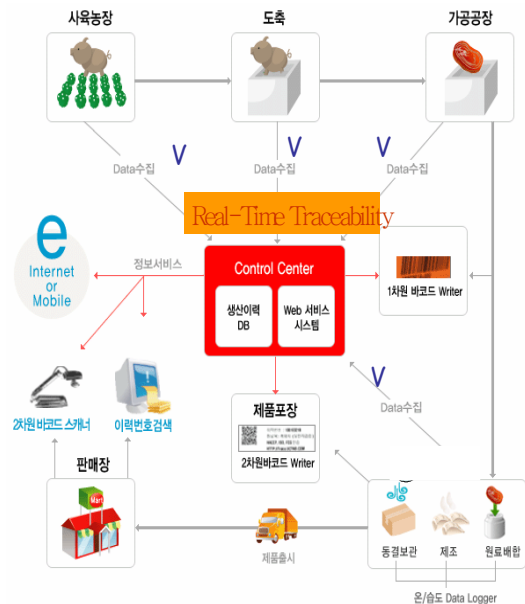 사육농장
도축
가공공장
V
V
V
Data수집
Data수집
Data수집
Real-Time Traceability
e
Internet
or
Mobile
정보서비스
Control Center
생산이력
DB
Web 서비스
시스템
1차원 바코드 Writer
V
Data수집
2차원 바코드 스캐너
이력번호검색
제품포장
2차원바코드 Writer
판매장
Mart
제품출시
동결보관
제조
원료배합
온/습도 Data Logger